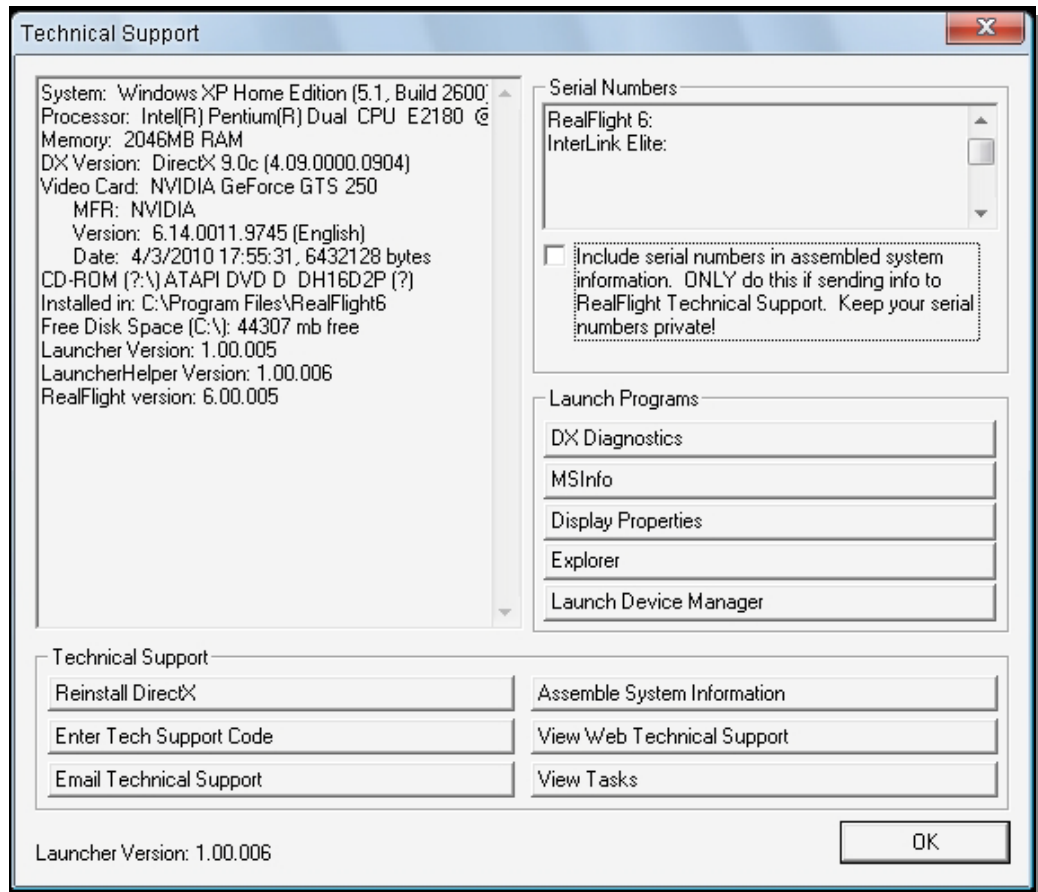 Technical Support
System: Windows XP Home Edition (5.1, Build 2600)
Processor: Intel(R) Pentium(R) Dual CPU E2180 @
Memory: 2046MB RAM
DX Version: DirectX 9.0c (4.09.0000.0904)
Video Card: NVIDIA GeForce GTS 250
MFR: NVIDIA
Version: 6.14.0011.9745 (English)
Date: 4/3/2010 17:55:31, 6432128 bytes
CD-ROM (?:\) ATAPI DVD D DH16D2P (?)
Installed in: C:\Program Files\RealFlight6
Free Disk Space (C:\): 44307 mb free
Launcher Version: 1.00.005
LauncherHelper Version: 1.00.006
RealFlight version: 6.00.005
Serial Numbers
RealFlight 6:
InterLink Elite:
Include serial numbers in assembled system
information. ONLY do this if sending info to
RealFlight Technical Support. Keep your serial
numbers private!
Launch Programs
DX Diagnostics
MSInfo
Display Properties
Explorer
Launch Device Manager
Technical Support
Reinstall DirectX
Assemble System Information
Enter Tech Support Code
View Web Technical Support
Email Technical Support
View Tasks
Launcher Version: 1.00.006
OK